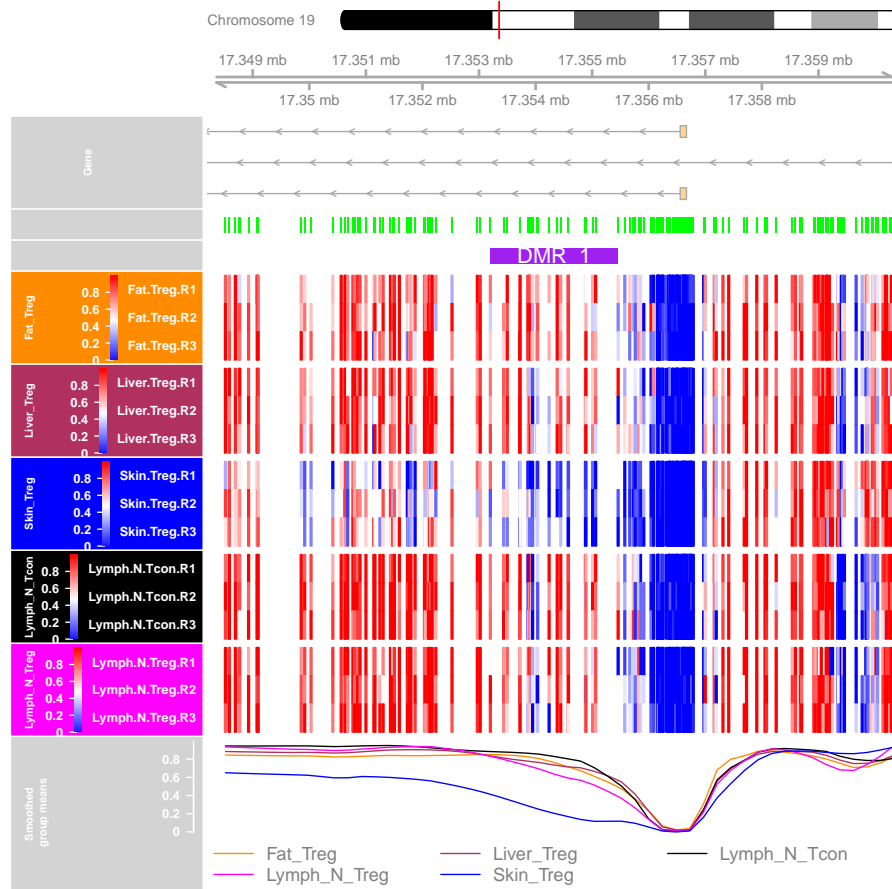 Chromosome 19
17.349 mb 17.351 mb 17.353 mb 17.355 mb 17.357 mb 17.359 mb
17.35 mb 17.352 mb 17.354 mb 17.356 mb 17.358 mb
Gene
DMR_1
Fat_Treg
0.8
0.6
0.4
0.2
0
Fat.Treg.R1
Fat.Treg.R2
Fat.Treg.R3
Liver_Treg
0.8
0.6
0.4
0.2
0
Liver.Treg.R1
Liver.Treg.R2
Liver.Treg.R3
Skin_Treg
0.8
0.6
0.4
0.2
0
Skin.Treg.R1
Skin.Treg.R2
Skin.Treg.R3
Lymph_N_Tcon
0.8
0.6
0.4
0.2
0
Lymph.N.Tcon.R1
Lymph.N.Tcon.R2
Lymph.N.Tcon.R3
Lymph_N_Treg
0.8
0.6
0.4
0.2
0
Lymph.N.Treg.R1
Lymph.N.Treg.R2
Lymph.N.Treg.R3
Smoothed
group means
0.8
0.6
0.4
0.2
0
Fat_Treg Liver_Treg Lymph_N_Tcon
Lymph_N_Treg Skin_Treg